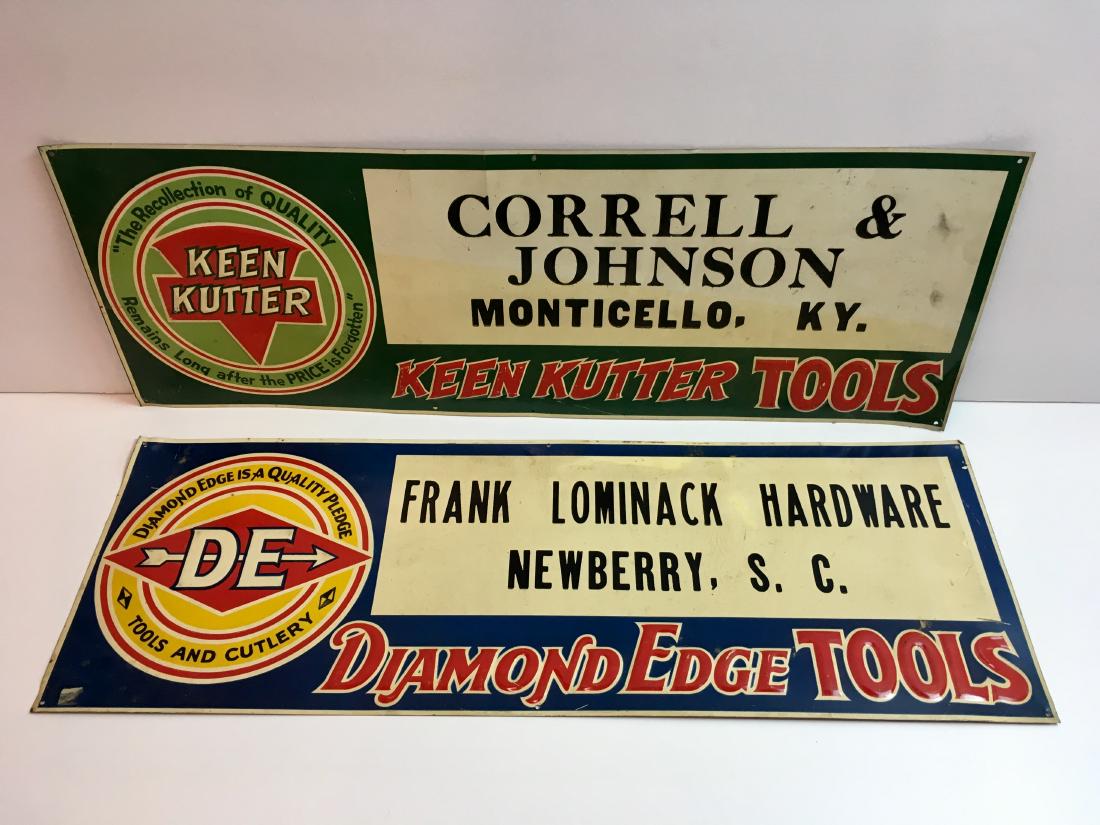 "The Recollection of QUALITY
KEEN
KUTTER
Remains Long after the PRICE is Forgotten"
CORRELL &
JOHNSON
MONTICELLO, KY.
KEEN KUTTER TOOLS
DIAMOND EDGE IS A QUALITY PLEDGE
D-E
TOOLS AND CUTLERY
FRANK LOMINACK HARDWARE
NEWBERRY, S. C.
DIAMOND EDGE TOOLS